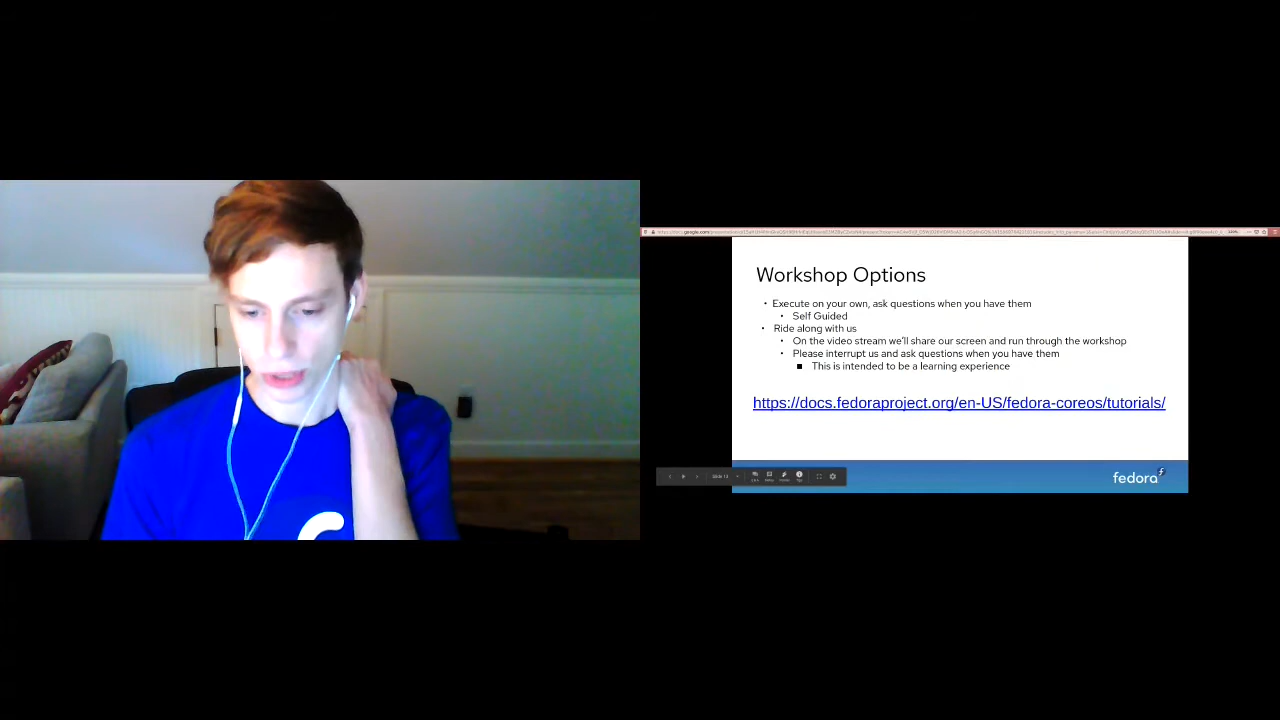 Workshop Options
• Execute on your own, ask questions when you have them
• Self Guided
• Ride along with us
• On the video stream we'll share our screen and run through the workshop
• Please interrupt us and ask questions when you have them
■ This is intended to be a learning experience
https://docs.fedoraproject.org/en-US/fedora-coreos/tutorials/
fedora